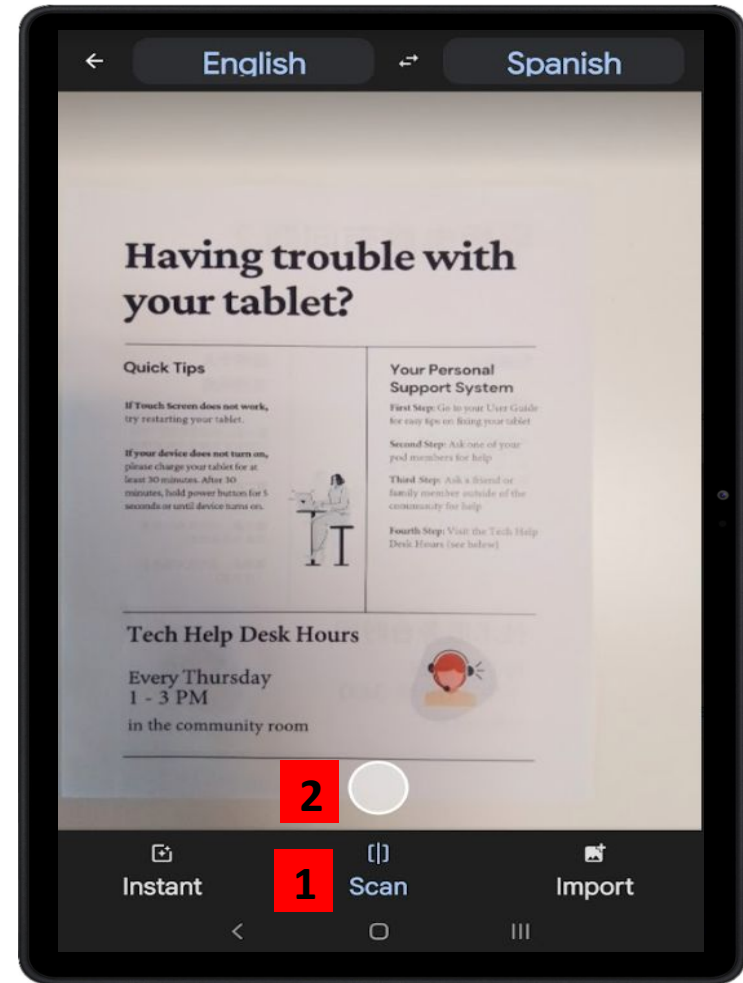 English
Spanish
Having trouble with
your tablet?
Quick Tips
If Touch Screen does not work,
try restarting your tablet.
If your device does not turn on,
please charge your tablet for at
least 30 minutes. After 30
minutes, hold power button for 5
seconds or until device turns on.
Your Personal
Support System
First Step: Go to your User Guide
for easy tips on fixing your tablet
Second Step: Ask one of your
pod members for help
Third Step: Ask a friend or
family member outside of the
community for help
Fourth Step: Visit the Tech Help
Desk Hours (see below)
Tech Help Desk Hours
Every Thursday
1 - 3 PM
in the community room
2
1
Instant
Scan
Import